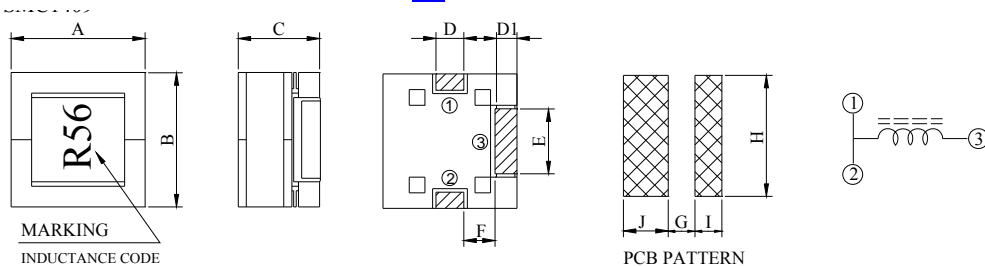 A
C
D
D1
1
3
2
R56
B
E
F
H
J
G
I
1
2
3
MARKING
INDUCTANCE CODE
PCB PATTERN